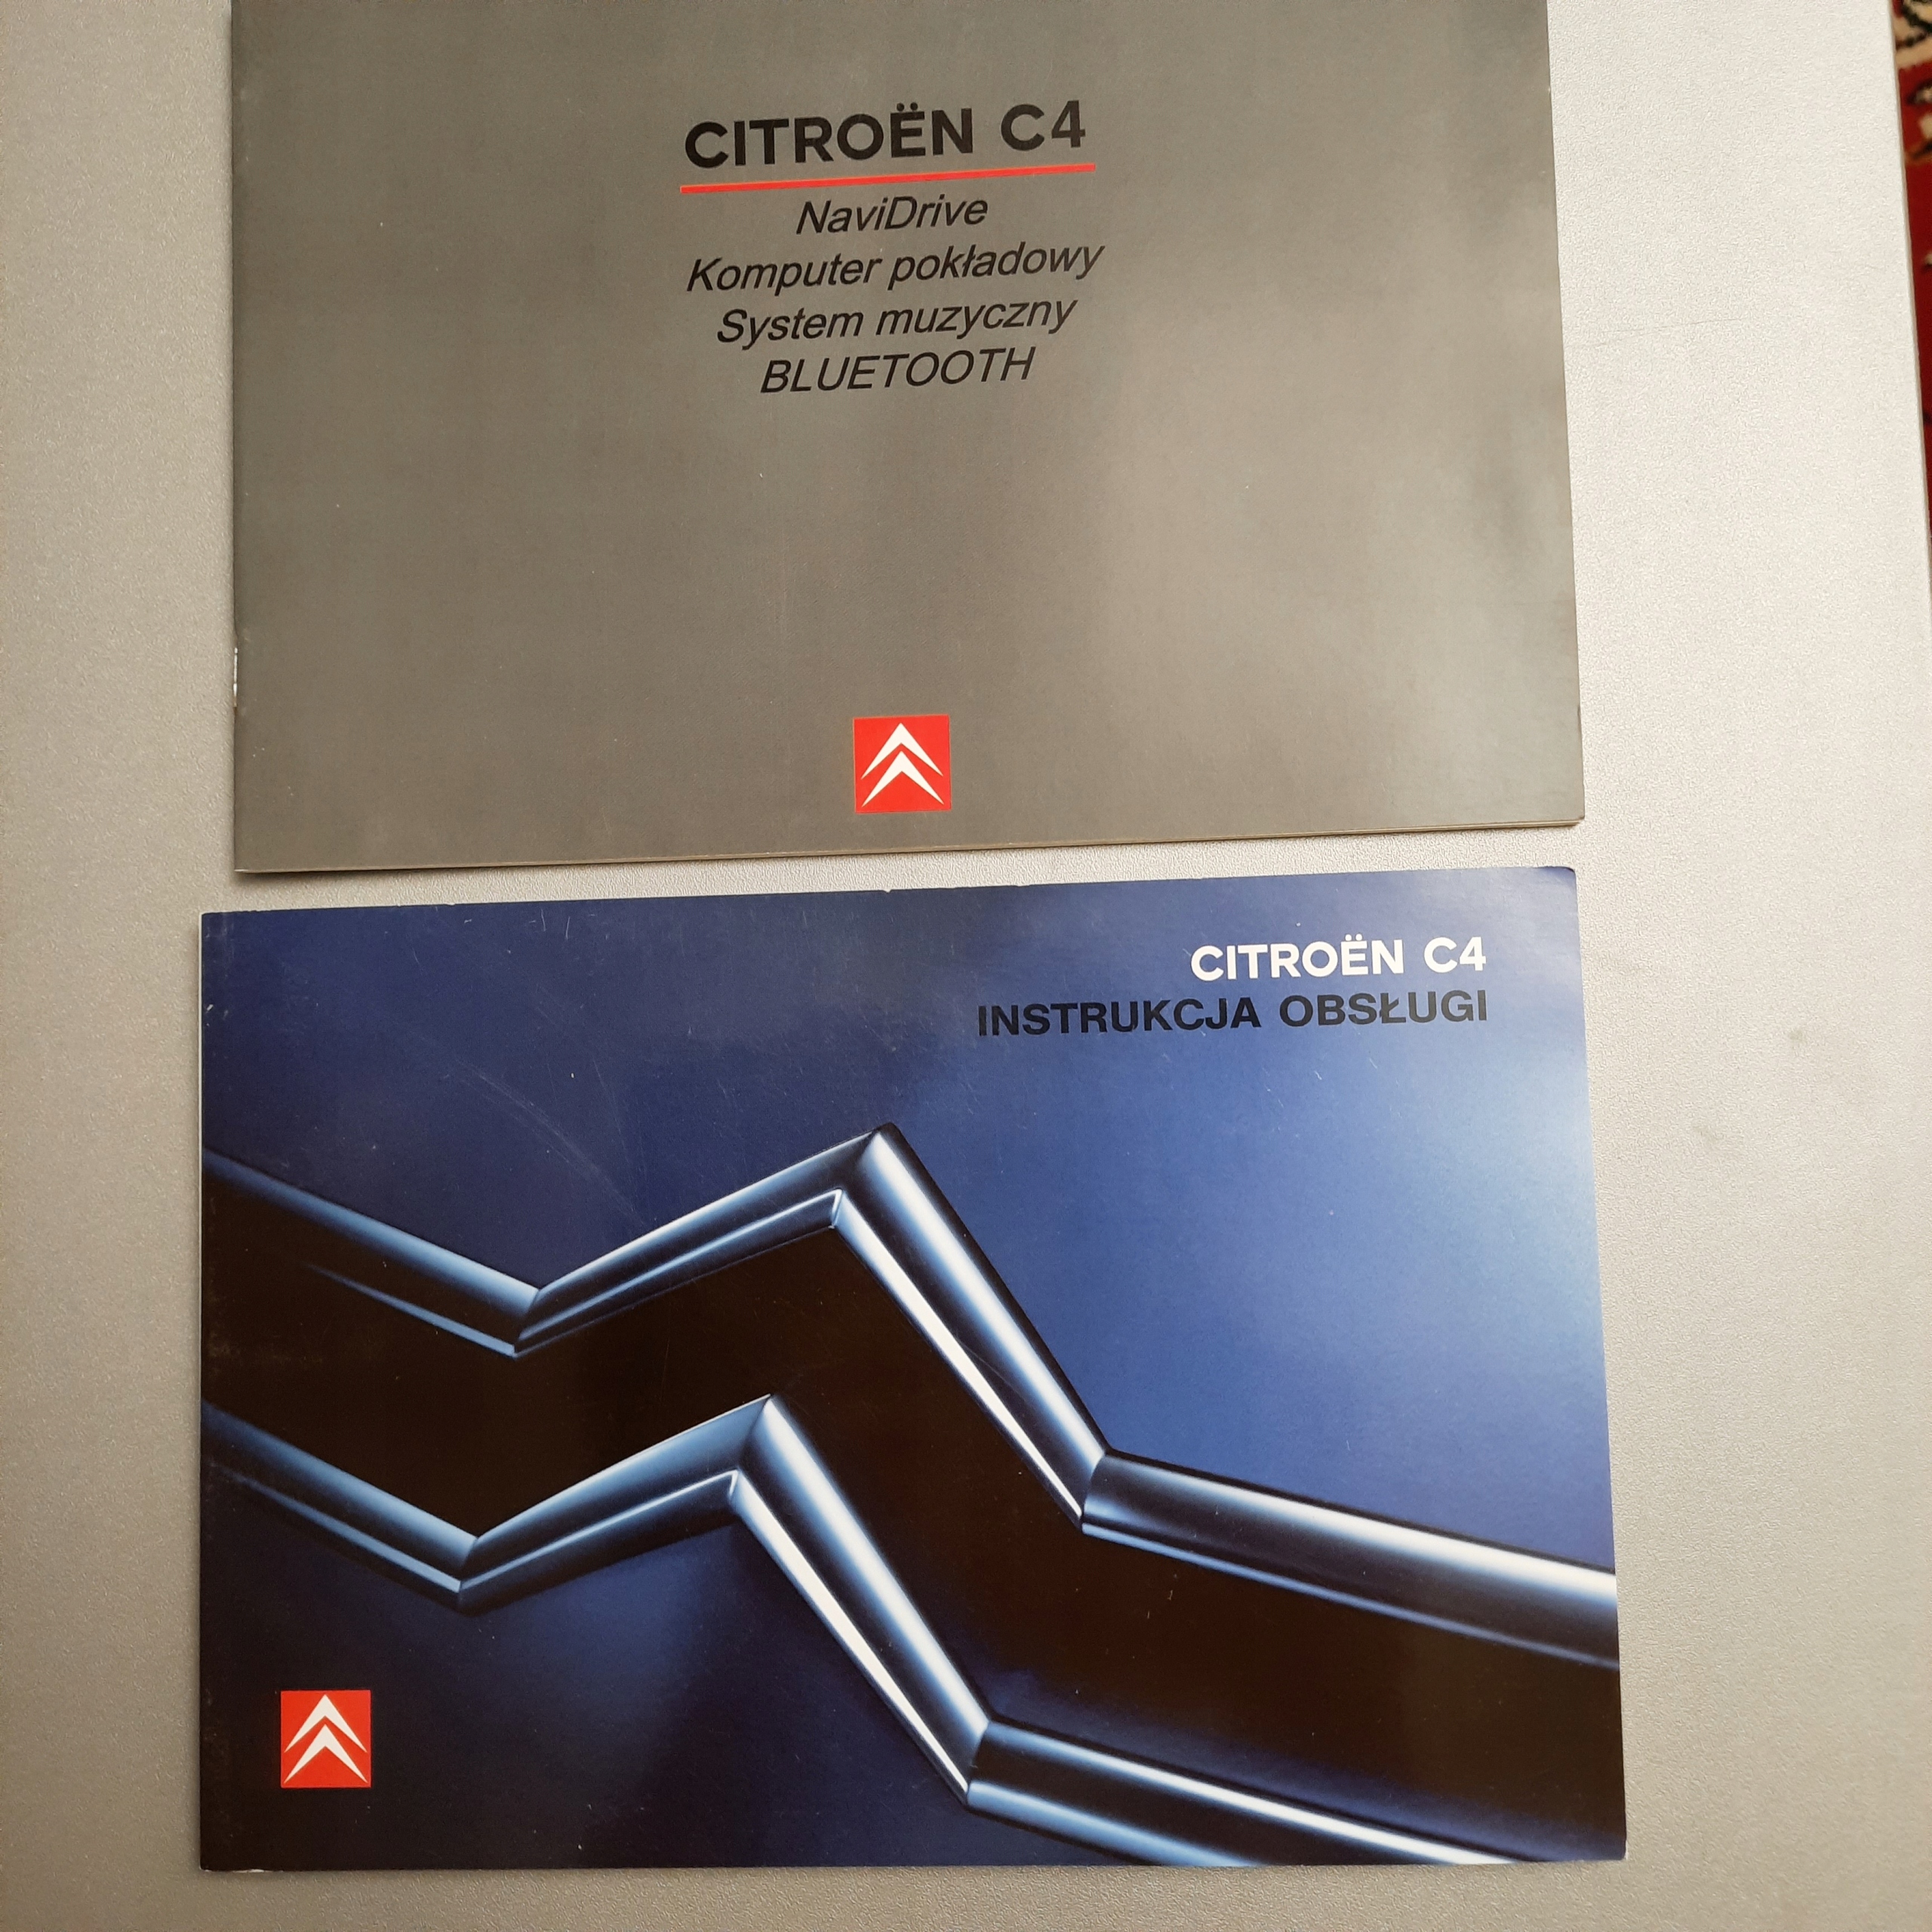 CITROËN C4
NaviDrive
Komputer pokładowy
System muzyczny
BLUETOOTH
CITROËN C4
INSTRUKCJA OBSŁUGI